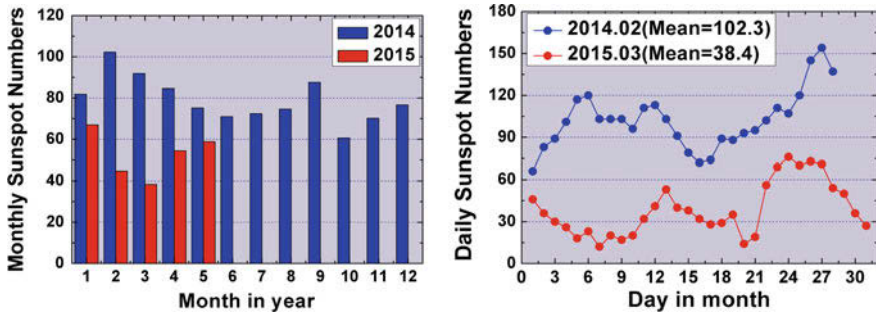 Monthly Sunspot Numbers
120
100
80
60
40
20
0
2014
2015
1 2 3 4 5 6 7 8 9 10 11 12
Month in year
Daily Sunspot Numbers
180
150
120
90
60
30
0
2014.02(Mean=102.3)
2015.03(Mean=38.4)
0 3 6 9 12 15 18 21 24 27 30
Day in month